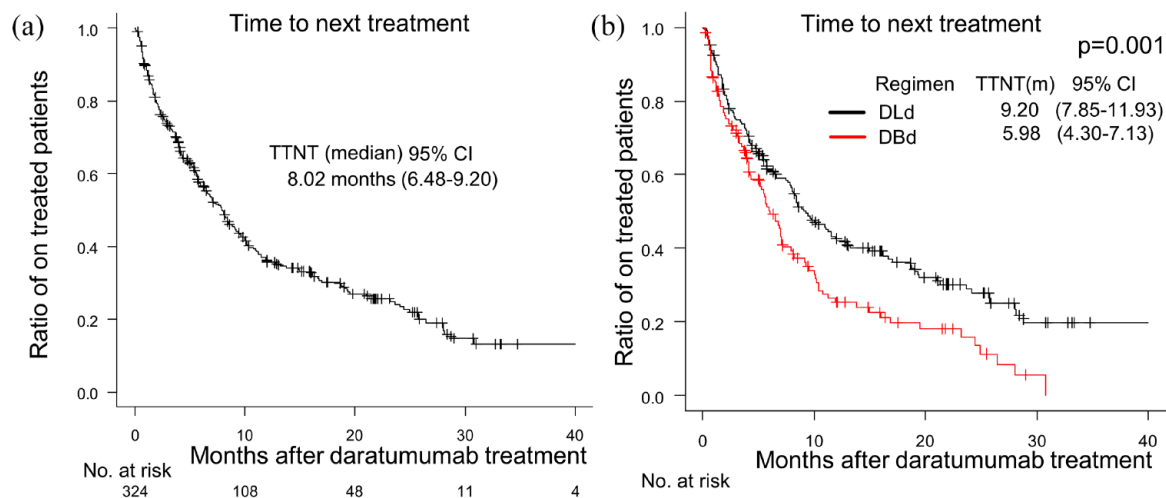 (a)
Time to next treatment
1.0
0.8
0.6
0.4
0.2
0.0
Ratio of on treated patients
TTNT (median) 95% CI
8.02 months (6.48-9.20)
0 10 20 30 40
Months after daratumumab treatment
No. at risk
324 108 48 11 4
(b)
Time to next treatment
p=0.001
Regimen TTNT(m) 95% CI
DLd 9.20 (7.85-11.93)
DBd 5.98 (4.30-7.13)
1.0
0.8
0.6
0.4
0.2
0.0
Ratio of on treated patients
0 10 20 30 40
Months after daratumumab treatment
No. at risk